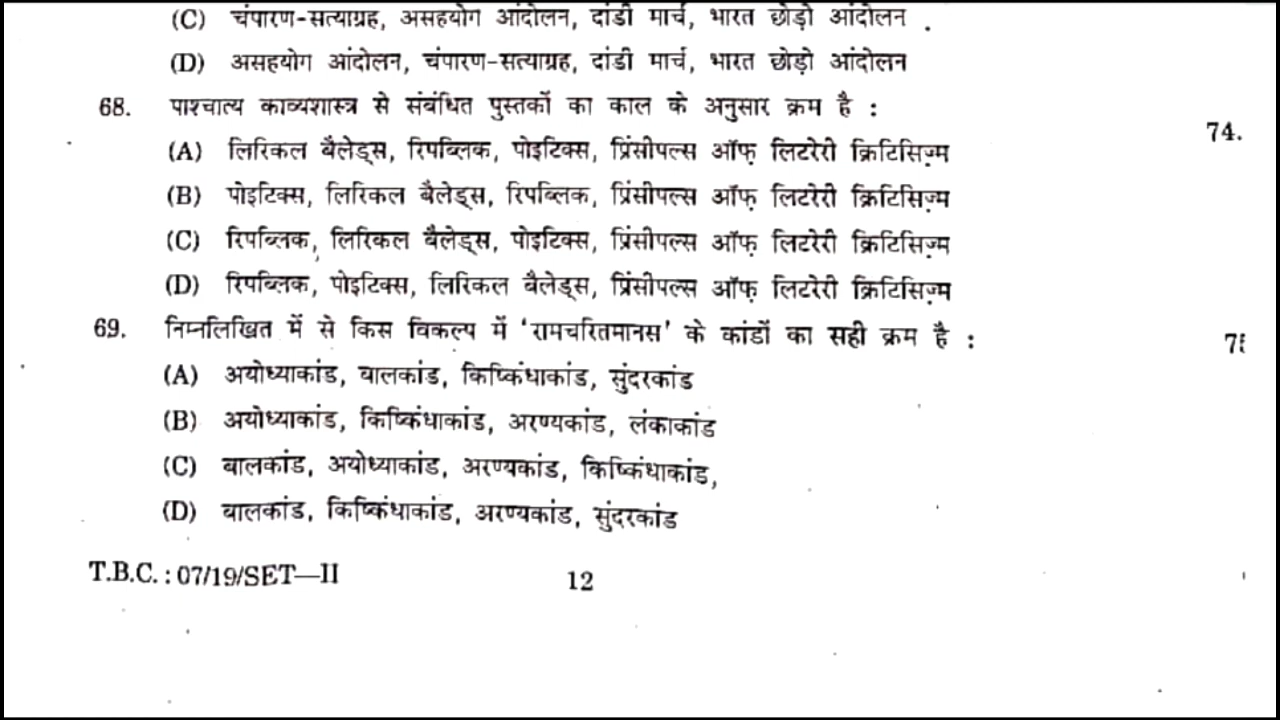 (C) चंपारण-सत्याग्रह, असहयोग आंदोलन, दांडी मार्च, भारत छोड़ो आंदोलन .
(D) असहयोग आंदोलन, चंपारण-सत्याग्रह, दांडी मार्च, भारत छोड़ो आंदोलन
68. पाश्चात्य काव्यशास्त्र से संबंधित पुस्तकों का काल के अनुसार क्रम है :
(A) लिरिकल बैलेड्स, रिपब्लिक, पोइटिक्स, प्रिंसीपल्स ऑफ़ लिटरेरी क्रिटिसिज़्म
(B) पोइटिक्स, लिरिकल बैलेड्स, रिपब्लिक, प्रिंसीपल्स ऑफ़ लिटरेरी क्रिटिसिज़्म
(C) रिपब्लिक, लिरिकल बैलेड्स, पोइटिक्स, प्रिंसीपल्स ऑफ़ लिटरेरी क्रिटिसिज़्म
(D) रिपब्लिक, पोइटिक्स, लिरिकल बैलेड्स, प्रिंसीपल्स ऑफ़ लिटरेरी क्रिटिसिज़्म
69. निम्नलिखित में से किस विकल्प में 'रामचरितमानस' के कांडों का सही क्रम है :
(A) अयोध्याकांड, बालकांड, किष्किंधाकांड, सुंदरकांड
(B) अयोध्याकांड, किष्किंधाकांड, अरण्यकांड, लंकाकांड
(C) बालकांड, अयोध्याकांड, अरण्यकांड, किष्किंधाकांड,
(D) बालकांड, किष्किंधाकांड, अरण्यकांड, सुंदरकांड
T.B.C. : 07/19/SET—II
12
74.